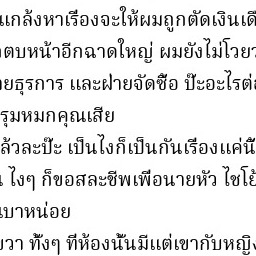 แกล้งหาเรื่องจะให้ผมถูกตัดเงินเดื
ตบหน้าอีกฉาดใหญ่ ผมยังไม่โวยว
ยธุรการ และฝ่ายจัดซื้อ ป๊ะอะไรต่
รุมหมกคุณเสีย
ล้วละป๊ะ เป็นไงก็เป็นกันเรื่องแค่นี้
ไงๆ ก็ขอสละชีพเพื่อนายหัว ไชโย้
เบาหน่อย
ยวา ทั้งๆ ที่ห้องนั้นมีแต่เขากับหญิง